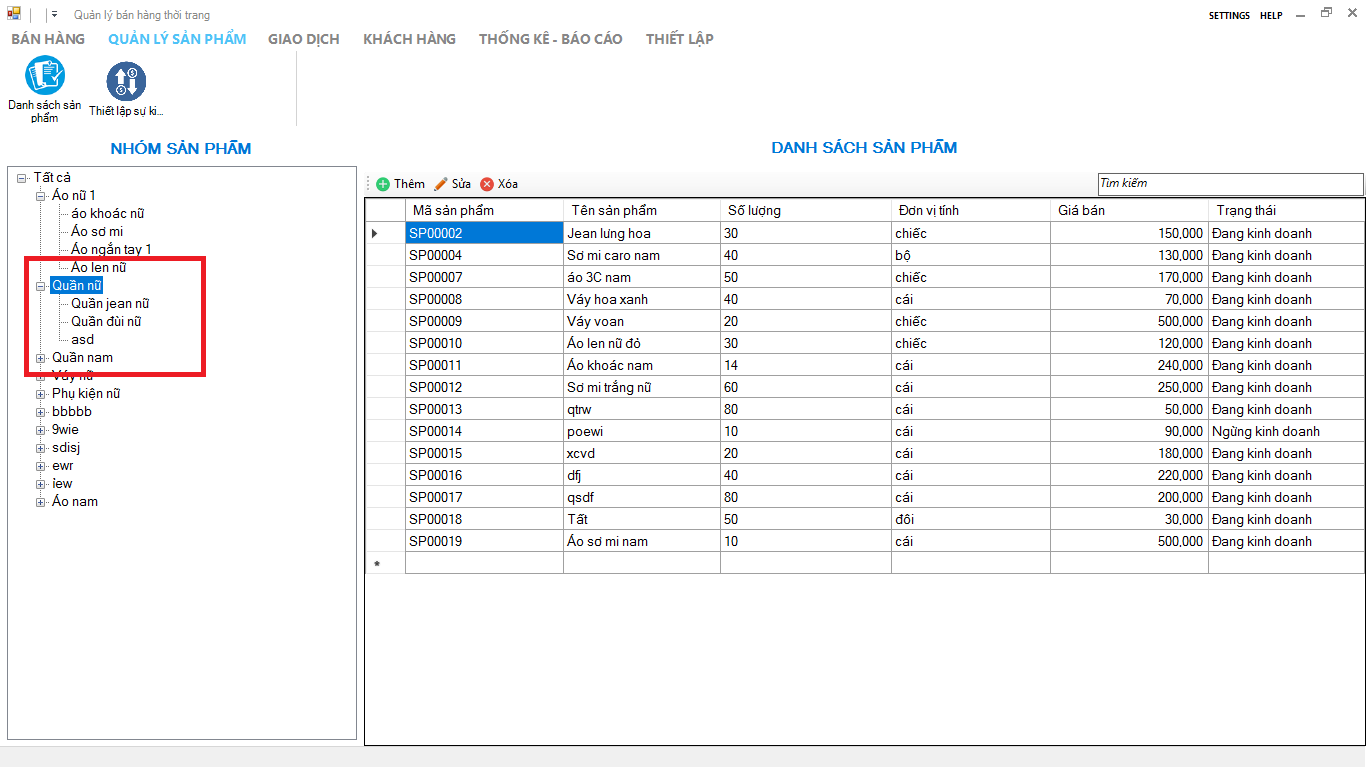 Quản lý bán hàng thời trang
SETTINGS HELP
BÁN HÀNG QUẢN LÝ SẢN PHẨM GIAO DỊCH KHÁCH HÀNG THỐNG KÊ - BÁO CÁO THIẾT LẬP
Danh sách sản phẩm
Thiết lập sự ki...
NHÓM SẢN PHẨM
Tất cả
Áo nữ 1
áo khoác nữ
Áo sơ mi
Áo ngắn tay 1
Áo len nữ
Quần nữ
Quần jean nữ
Quần đùi nữ
asd
Quần nam
Váy nữ
Phụ kiện nữ
bbbbb
9wie
sdisj
ewr
iew
Áo nam
DANH SÁCH SẢN PHẨM
Thêm Sửa Xóa Tìm kiếm
Mã sản phẩm Tên sản phẩm Số lượng Đơn vị tính Giá bán Trạng thái
SP00002 Jean lưng hoa 30 chiếc 150,000 Đang kinh doanh
SP00004 Sơ mi caro nam 40 bộ 130,000 Đang kinh doanh
SP00007 áo 3C nam 50 chiếc 170,000 Đang kinh doanh
SP00008 Váy hoa xanh 40 cái 70,000 Đang kinh doanh
SP00009 Váy voan 20 chiếc 500,000 Đang kinh doanh
SP00010 Áo len nữ đỏ 30 chiếc 120,000 Đang kinh doanh
SP00011 Áo khoác nam 14 cái 240,000 Đang kinh doanh
SP00012 Sơ mi trắng nữ 60 cái 250,000 Đang kinh doanh
SP00013 qtrw 80 cái 50,000 Đang kinh doanh
SP00014 poewi 10 cái 90,000 Ngừng kinh doanh
SP00015 xcvd 20 cái 180,000 Đang kinh doanh
SP00016 dfj 40 cái 220,000 Đang kinh doanh
SP00017 qsdf 80 cái 200,000 Đang kinh doanh
SP00018 Tất 50 đôi 30,000 Đang kinh doanh
SP00019 Áo sơ mi nam 10 cái 500,000 Đang kinh doanh